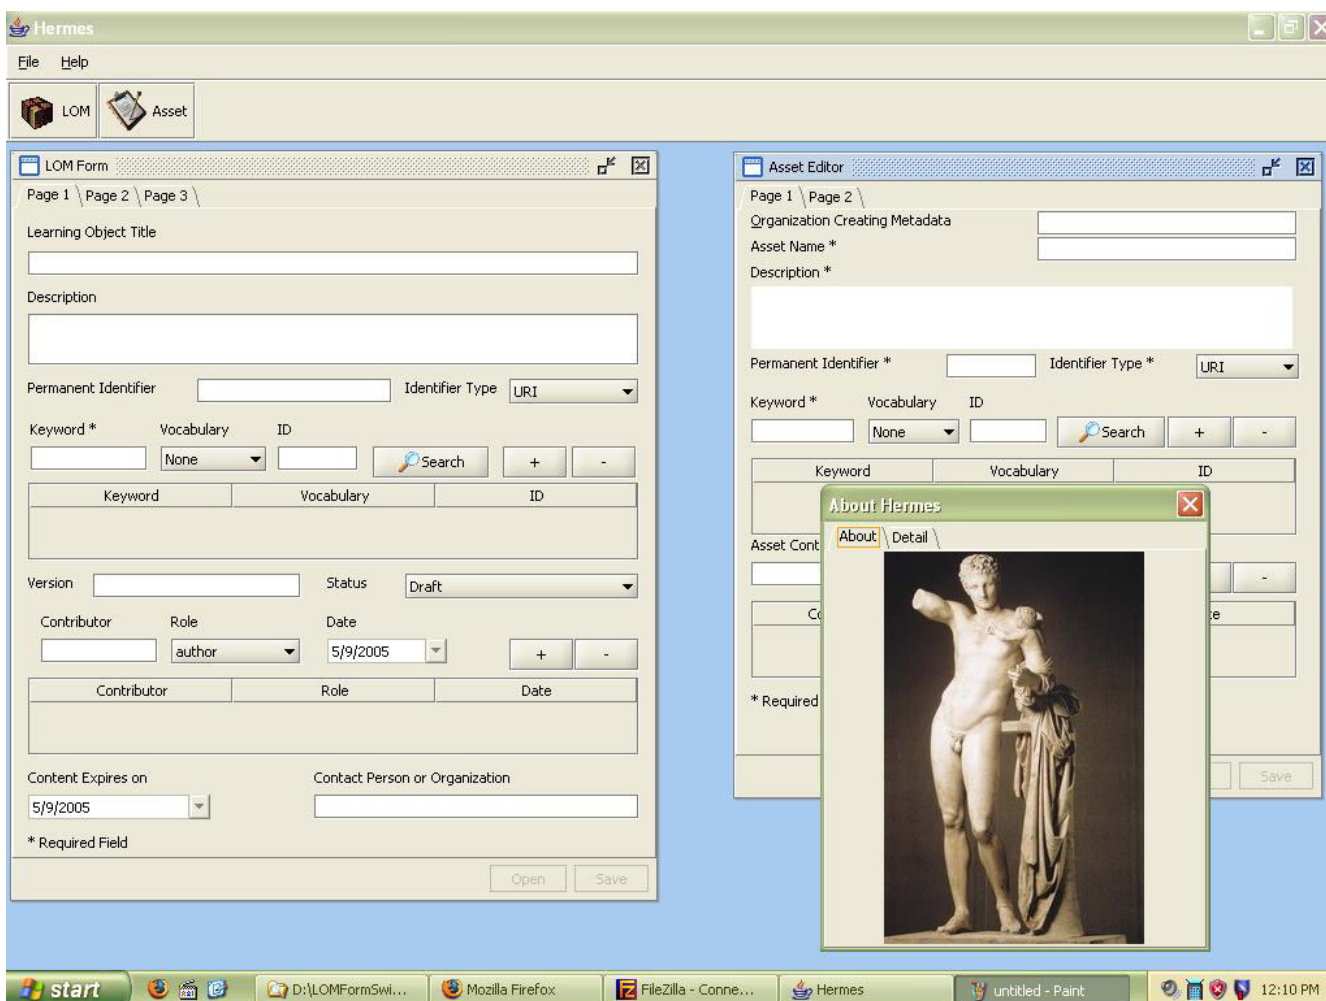 Hermes
File Help
LOM Asset
LOM Form
Page 1 Page 2 Page 3
Learning Object Title
Description
Permanent Identifier Identifier Type URI
Keyword * Vocabulary ID
None Search + -
Keyword Vocabulary ID
Version Status Draft
Contributor Role Date
author 5/9/2005 + -
Contributor Role Date
Content Expires on Contact Person or Organization
5/9/2005
* Required Field
Open Save
Asset Editor
Page 1 Page 2
Organization Creating Metadata
Asset Name *
Description *
Permanent Identifier * Identifier Type * URI
Keyword * Vocabulary ID
None Search + -
Keyword Vocabulary ID
Asset Cont
-
* Required
Save
About Hermes
About Detail
start D:\LOMFormSwi... Mozilla Firefox FileZilla - Conne... Hermes untitled - Paint 12:10 PM